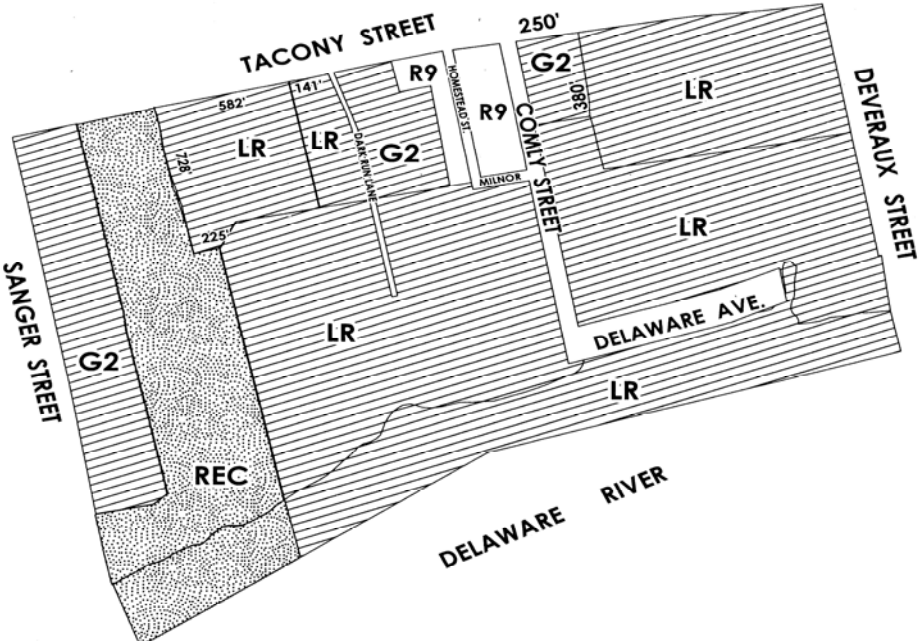 TACONY STREET
250'
R9
G2
HOMESTEAD ST.
R9
141'
582'
380'
LR
DEVERAUX STREET
COMLY STREET
LR
LR
DARK RUN LANE
G2
728'
MILNOR
225'
LR
SANGER STREET
LR
DELAWARE AVE.
G2
LR
REC
DELAWARE RIVER